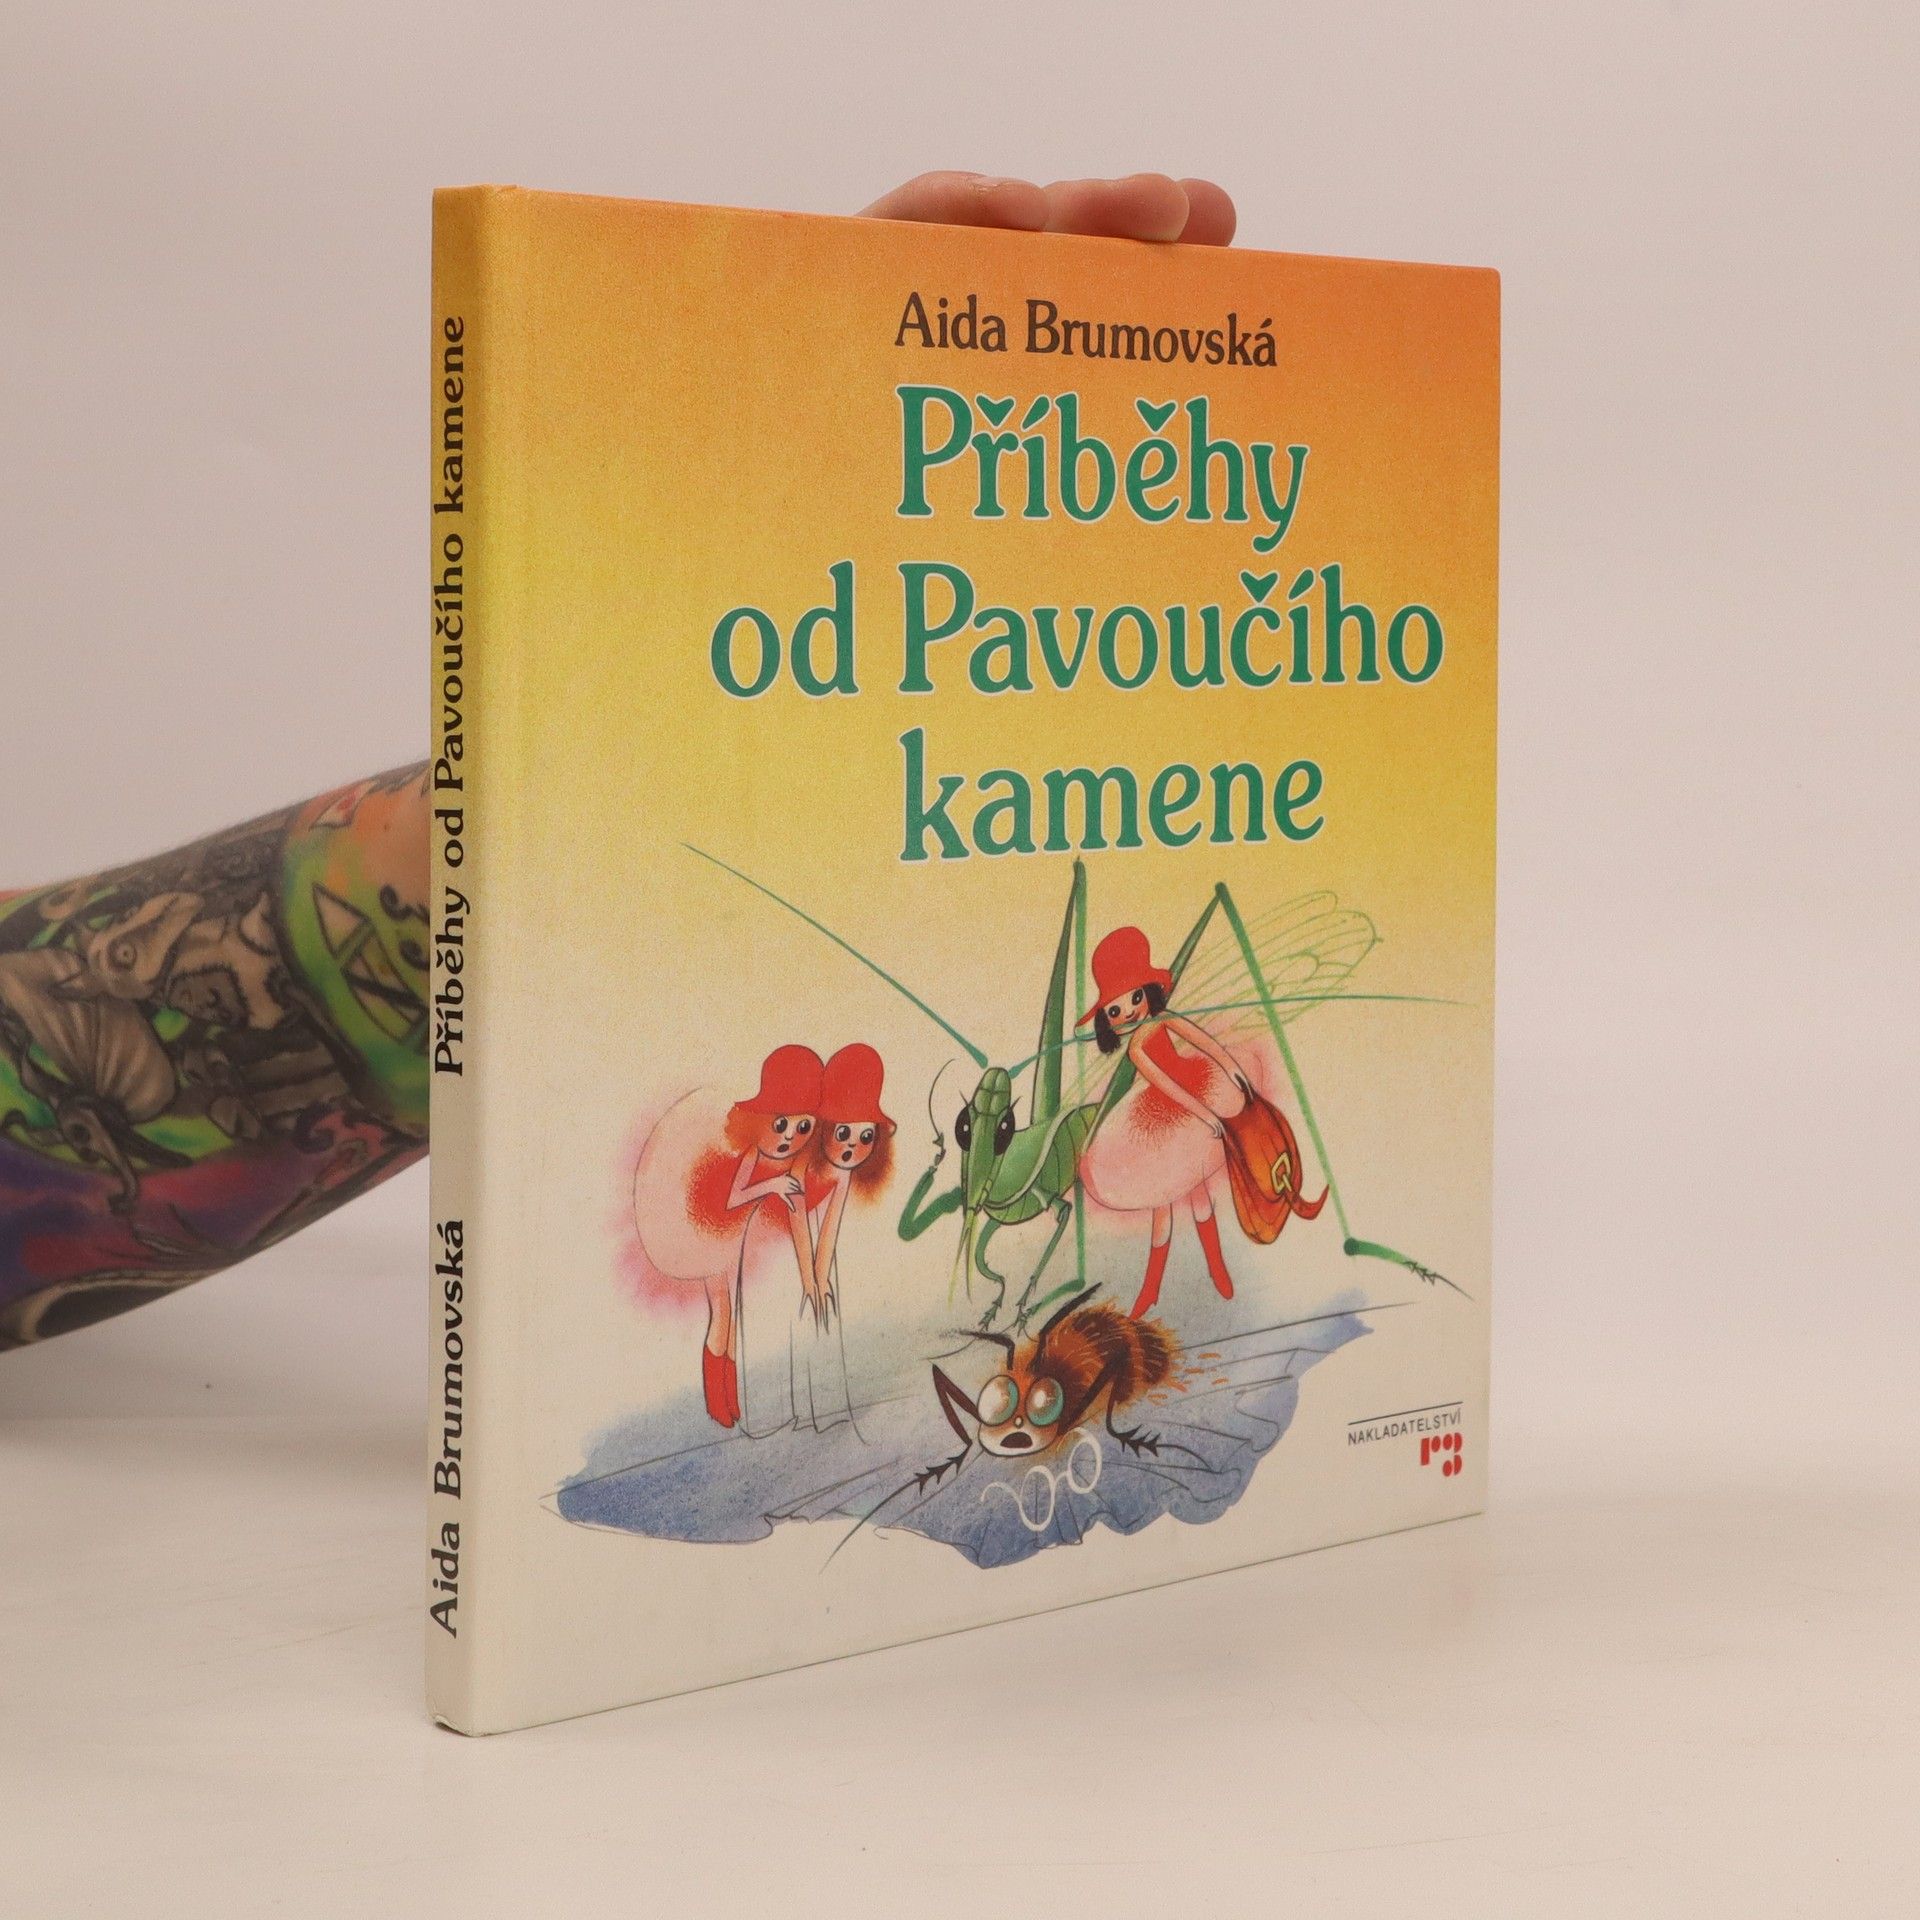 Aida Brumovská
Příběhy
od Pavoučího
kamene
NAKLADATELSTVÍ
Aida Brumovská Příběhy od Pavoučího kamene